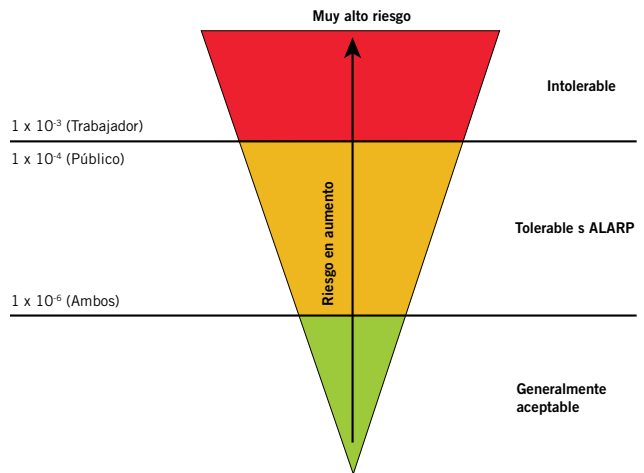 Muy alto riesgo
Intolerable
1 x 10⁻³ (Trabajador)
1 x 10⁻⁴ (Público)
Riesgo en aumento
Tolerable s ALARP
1 x 10⁻⁶ (Ambos)
Generalmente
aceptable